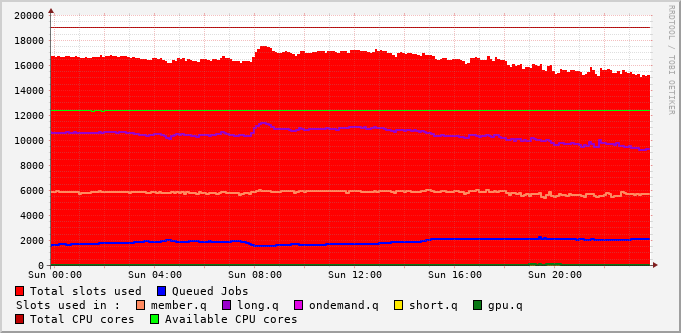 20000
18000
16000
14000
12000
10000
8000
6000
4000
2000
0
Sun 00:00 Sun 04:00 Sun 08:00 Sun 12:00 Sun 16:00 Sun 20:00
Total slots used Queued Jobs
Slots used in : member.q long.q ondemand.q short.q gpu.q
Total CPU cores Available CPU cores
RRDTOOL / TOBI OETIKER